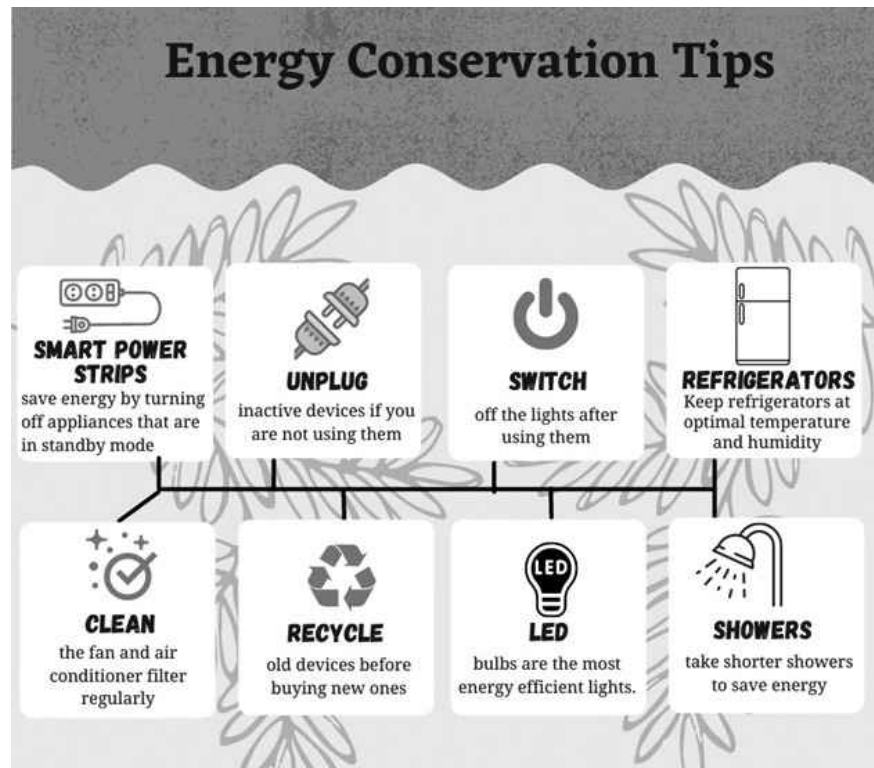 Energy Conservation Tips
SMART POWER
STRIPS
save energy by turning
off appliances that are
in standby mode
UNPLUG
inactive devices if you
are not using them
SWITCH
off the lights after
using them
REFRIGERATORS
Keep refrigerators at
optimal temperature
and humidity
CLEAN
the fan and air
conditioner filter
regularly
RECYCLE
old devices before
buying new ones
LED
LED
bulbs are the most
energy efficient lights.
SHOWERS
take shorter showers
to save energy